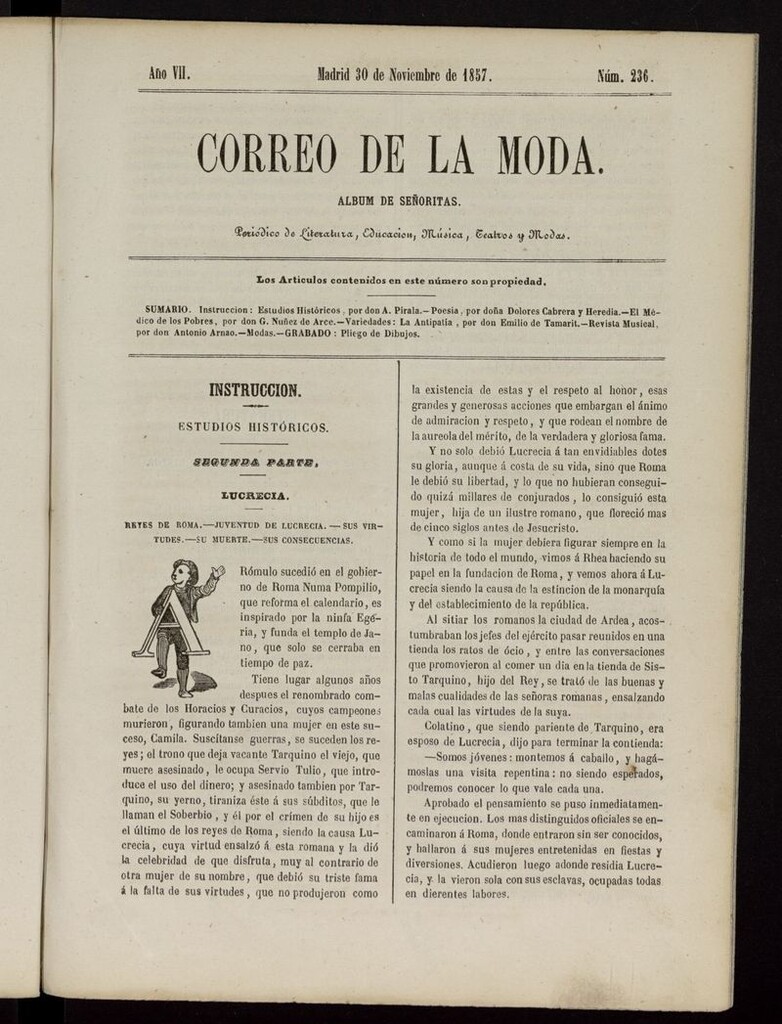 Año VII.
Madrid 30 de Noviembre de 1857.
Núm. 236.
CORREO DE LA MODA.
ALBUM DE SEÑORITAS.
Periódico de Literatura, Educacion, Música, Teatros y Modas.
Los Articulos contenidos en este número son propiedad.
SUMARIO. Instruccion: Estudios Históricos, por don A. Pirala.—Poesia, por doña Dolores Cabrera y Heredia.—El Mé-
dico de los Pobres, por don G. Nuñez de Arce.—Variedades: La Antipatia, por don Emilio de Tamarit.—Revista Musical,
por don Antonio Arnao.—Modas.—GRABADO: Pliego de Dibujos.
INSTRUCCION.
ESTUDIOS HISTÓRICOS.
SEGUNDA PARTE.
LUCRECIA.
REYES DE ROMA.—JUVENTUD DE LUCRECIA.—SUS VIR-
TUDES.—SU MUERTE.—SUS CONSECUENCIAS.
A Rómulo sucedió en el gobier-
no de Roma Numa Pompilio,
que reforma el calendario, es
inspirado por la ninfa Egé-
ria, y funda el templo de Ja-
no, que solo se cerraba en
tiempo de paz.
Tiene lugar algunos años
despues el renombrado com-
bate de los Horacios y Curacios, cuyos campeones
murieron, figurando tambien una mujer en este su-
ceso, Camila. Suscítanse guerras, se suceden los re-
yes; el trono que deja vacante Tarquino el viejo, que
muere asesinado, le ocupa Servio Tulio, que intro-
duce el uso del dinero; y asesinado tambien por Tar-
quino, su yerno, tiraniza éste á sus súbditos, que le
llaman el Soberbio, y él por el crímen de su hijo es
el último de los reyes de Roma, siendo la causa Lu-
crecia, cuya virtud ensalzó á esta romana y la dió
la celebridad de que disfruta, muy al contrario de
otra mujer de su nombre, que debió su triste fama
á la falta de sus virtudes, que no produjeron como
la existencia de estas y el respeto al honor, esas
grandes y generosas acciones que embargan el ánimo
de admiracion y respeto, y que rodean el nombre de
la aureola del mérito, de la verdadera y gloriosa fama.
Y no solo debió Lucrecia á tan envidiables dotes
su gloria, aunque á costa de su vida, sino que Roma
le debió su libertad, y lo que no hubieran consegui-
do quizá millares de conjurados, lo consiguió esta
mujer, hija de un ilustre romano, que floreció mas
de cinco siglos antes de Jesucristo.
Y como si la mujer debiera figurar siempre en la
historia de todo el mundo, vimos á Rhea haciendo su
papel en la fundacion de Roma, y vemos ahora á Lu-
crecia siendo la causa de la estincion de la monarquía
y del establecimiento de la república.
Al sitiar los romanos la ciudad de Ardea, acos-
tumbraban los jefes del ejército pasar reunidos en una
tienda los ratos de ócio, y entre las conversaciones
que promovieron al comer un dia en la tienda de Sis-
to Tarquino, hijo del Rey, se trató de las buenas y
malas cualidades de las señoras romanas, ensalzando
cada cual las virtudes de la suya.
Colatino, que siendo pariente de Tarquino, era
esposo de Lucrecia, dijo para terminar la contienda:
—Somos jóvenes: montemos á caballo, y hagá-
moslas una visita repentina: no siendo esperados,
podremos conocer lo que vale cada una.
Aprobado el pensamiento se puso inmediatamen-
te en ejecucion. Los mas distinguidos oficiales se en-
caminaron á Roma, donde entraron sin ser conocidos,
y hallaron á sus mujeres entretenidas en fiestas y
diversiones. Acudieron luego adonde residia Lucre-
cia, y la vieron sola con sus esclavas, ocupadas todas
en dierentes labores.